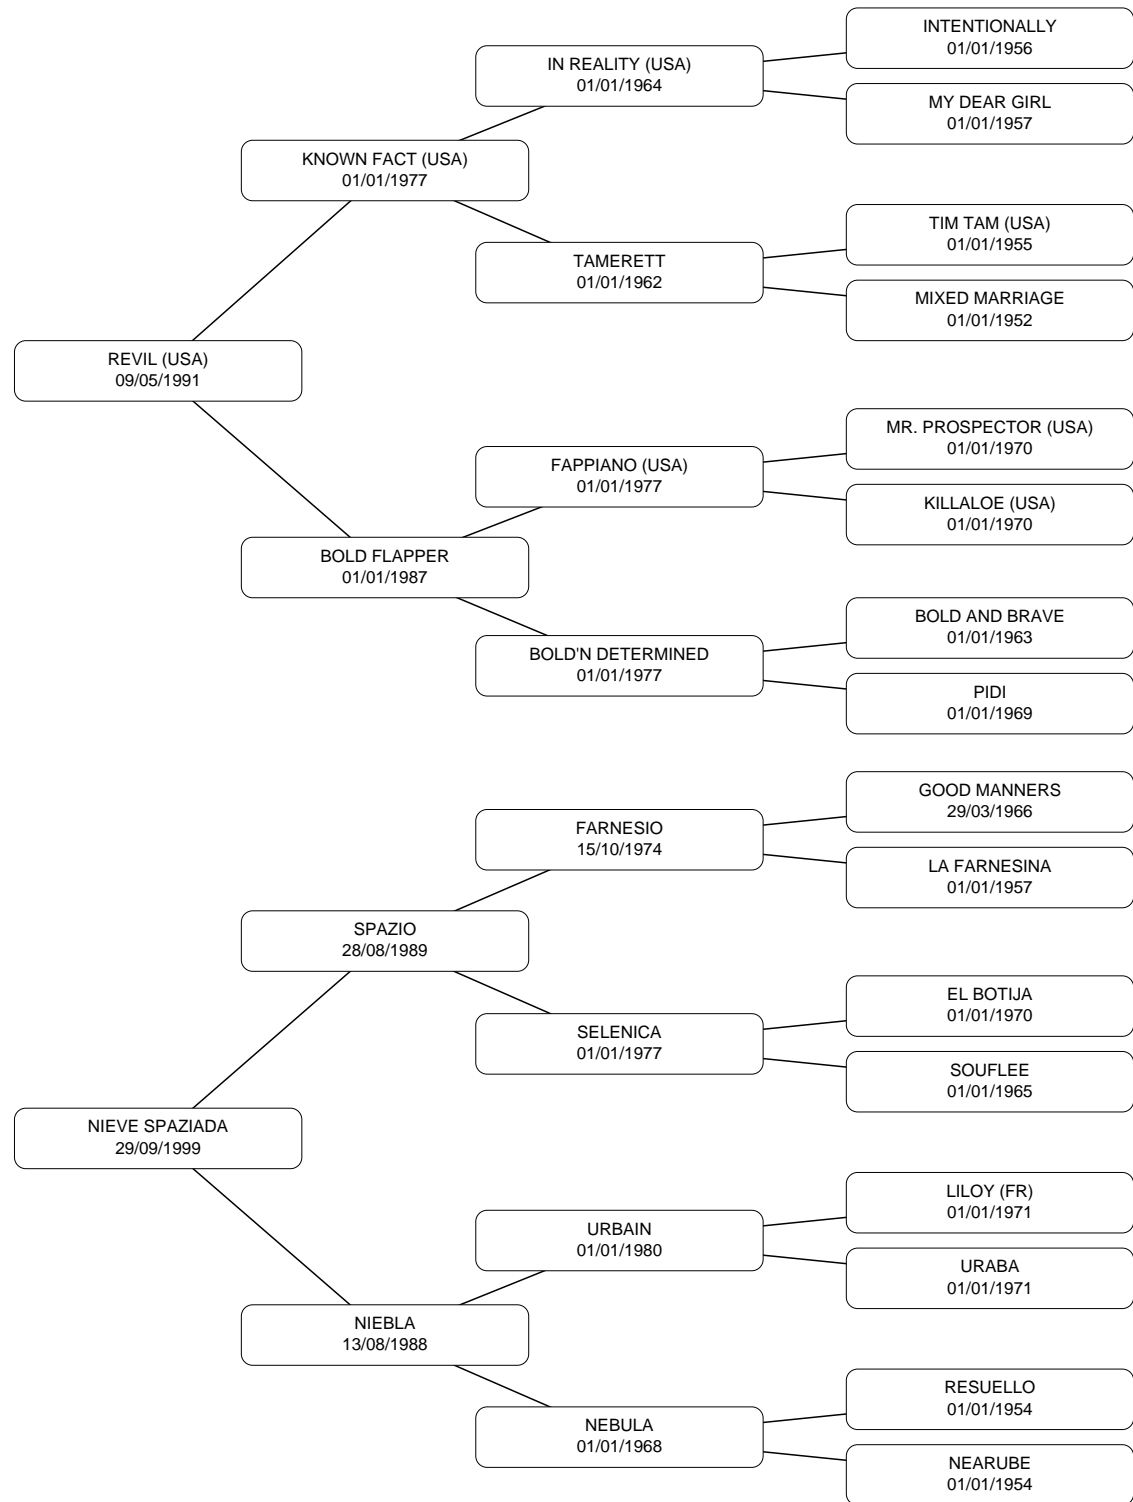 INTENTIONALLY
01/01/1956
IN REALITY (USA)
01/01/1964
MY DEAR GIRL
01/01/1957
KNOWN FACT (USA)
01/01/1977
TIM TAM (USA)
01/01/1955
TAMERETT
01/01/1962
MIXED MARRIAGE
01/01/1952
REVIL (USA)
09/05/1991
MR. PROSPECTOR (USA)
01/01/1970
FAPPIANO (USA)
01/01/1977
KILLALOE (USA)
01/01/1970
BOLD FLAPPER
01/01/1987
BOLD AND BRAVE
01/01/1963
BOLD'N DETERMINED
01/01/1977
PIDI
01/01/1969
GOOD MANNERS
29/03/1966
FARNESIO
15/10/1974
LA FARNESINA
01/01/1957
SPAZIO
28/08/1989
EL BOTIJA
01/01/1970
SELENICA
01/01/1977
SOUFLEE
01/01/1965
NIEVE SPAZIADA
29/09/1999
LILOY (FR)
01/01/1971
URBAIN
01/01/1980
URABA
01/01/1971
NIEBLA
13/08/1988
RESUELLO
01/01/1954
NEBULA
01/01/1968
NEARUBE
01/01/1954